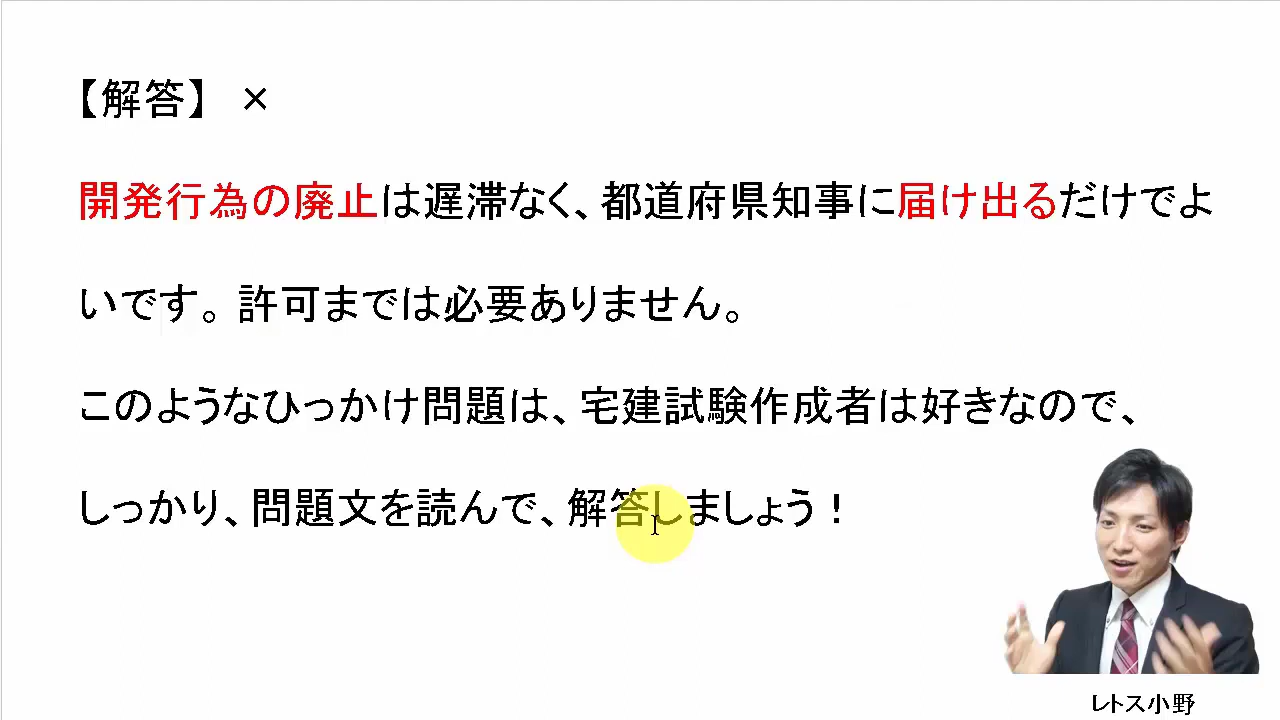 【解答】 ×
開発行為の廃止は遅滞なく、都道府県知事に届け出るだけでよ
いです。許可までは必要ありません。
このようなひっかけ問題は、宅建試験作成者は好きなので、
しっかり、問題文を読んで、解答しましょう！
レトス小野